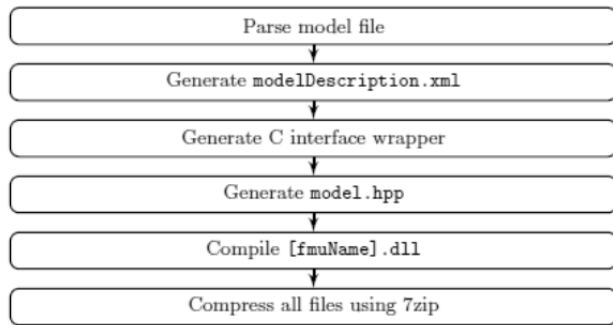 Parse model file
Generate modelDescription.xml
Generate C interface wrapper
Generate model.hpp
Compile [fmuName].dll
Compress all files using 7zip